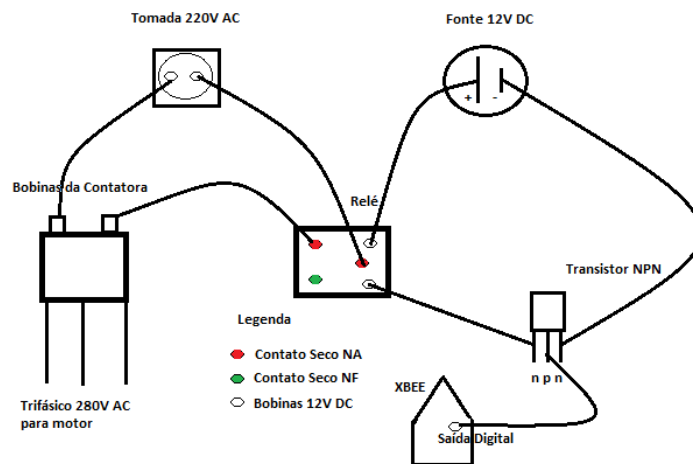 Tomada 220V AC
Fonte 12V DC
+ -
Bobinas da Contatora
Relé
Transistor NPN
Legenda
Contato Seco NA
Contato Seco NF
Bobinas 12V DC
n p n
XBEE
Saída Digital
Trifásico 280V AC
para motor